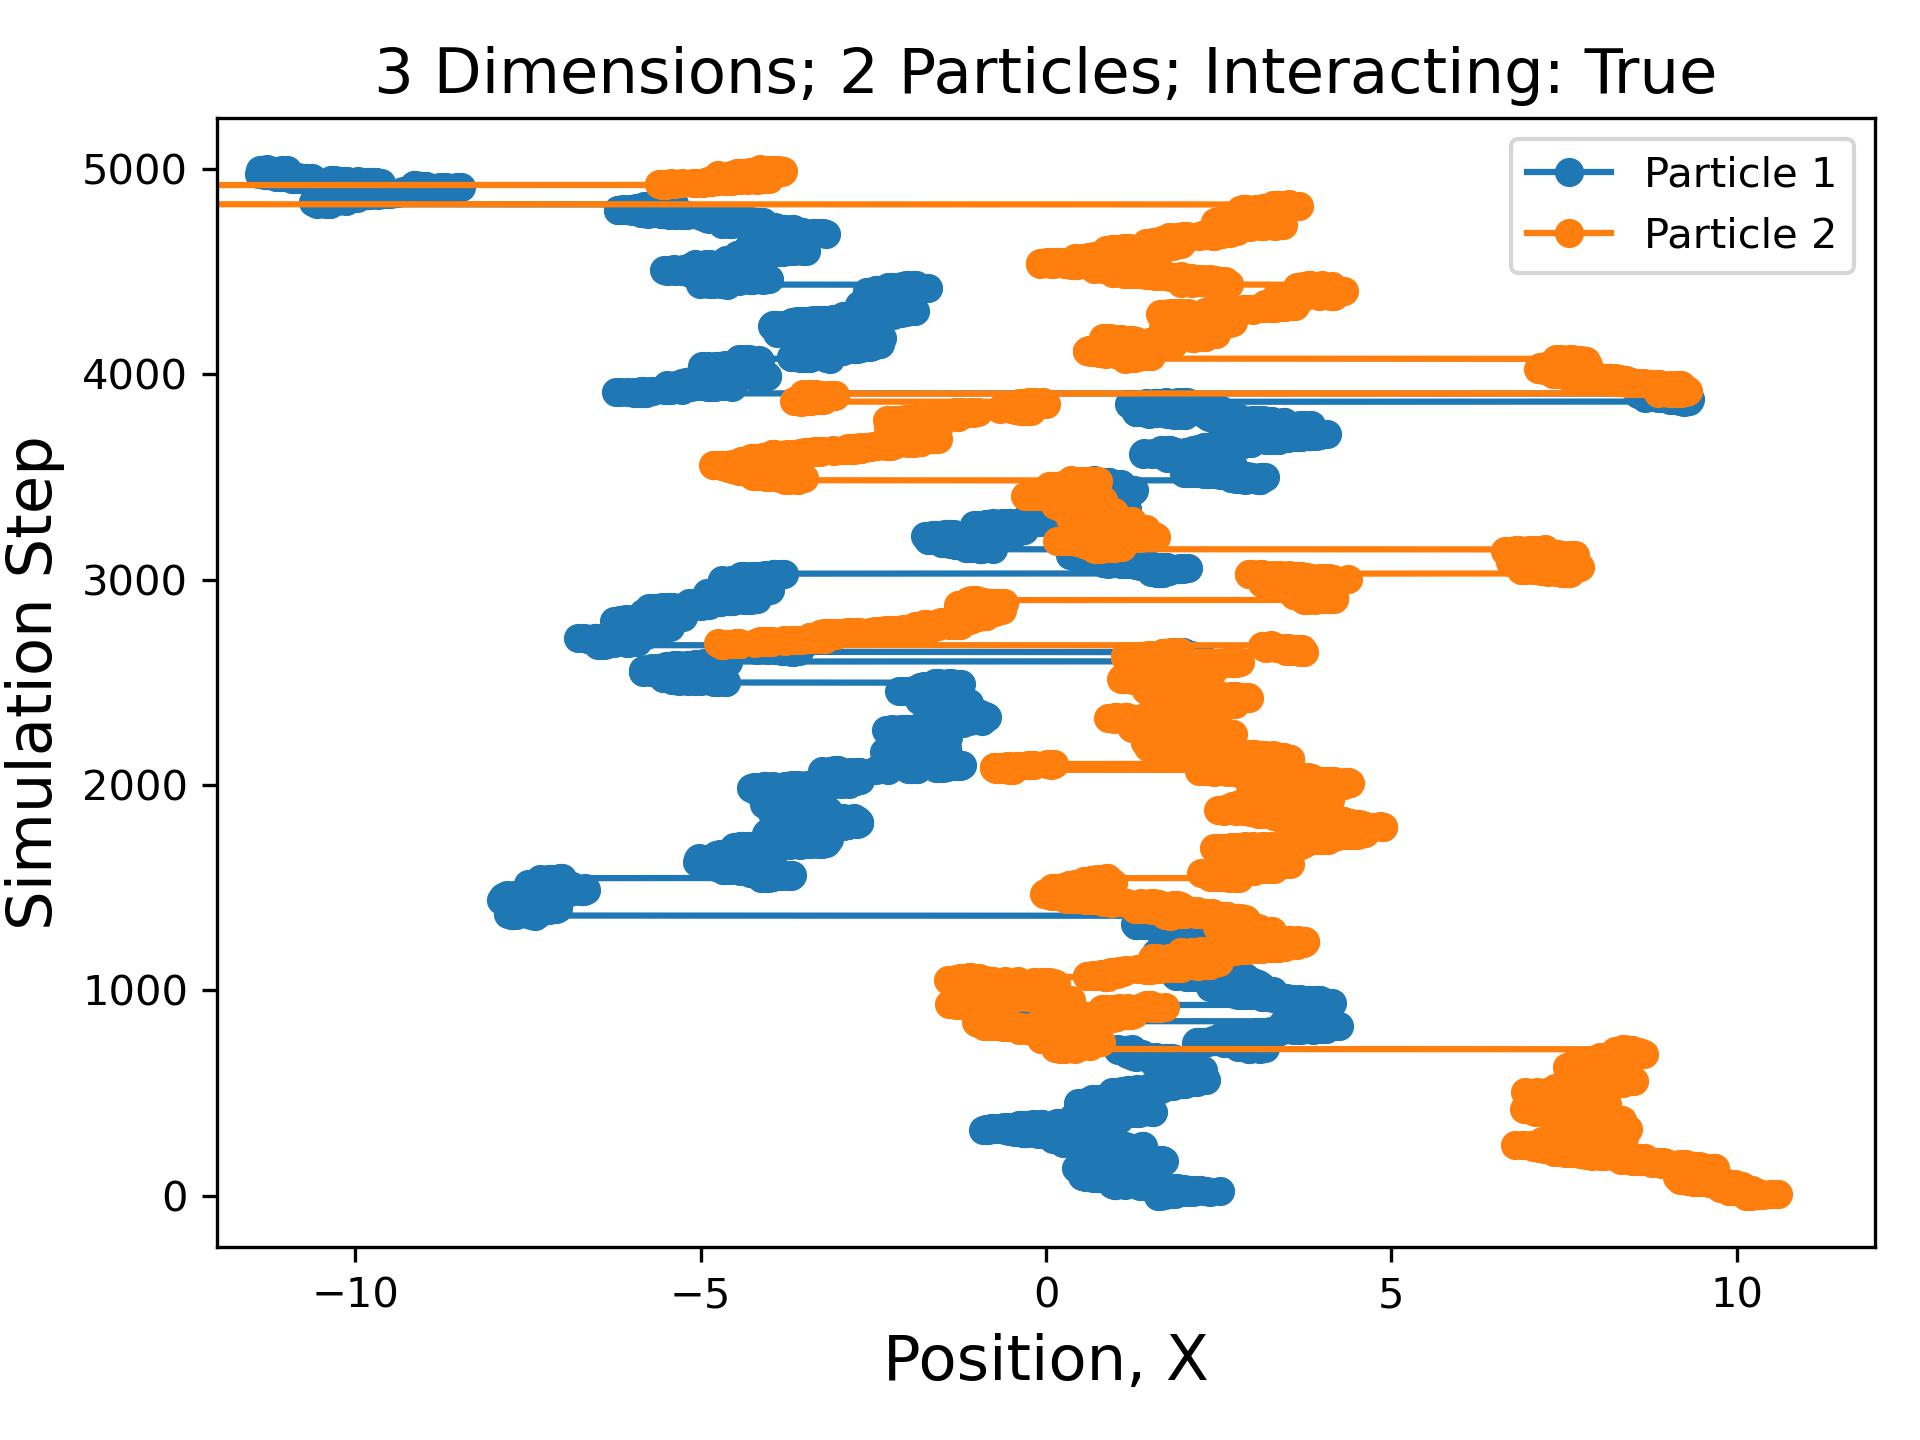 3 Dimensions; 2 Particles; Interacting: True
Particle 1
Particle 2
5000
4000
3000
2000
1000
0
Simulation Step
−10
−5
0
5
10
Position, X